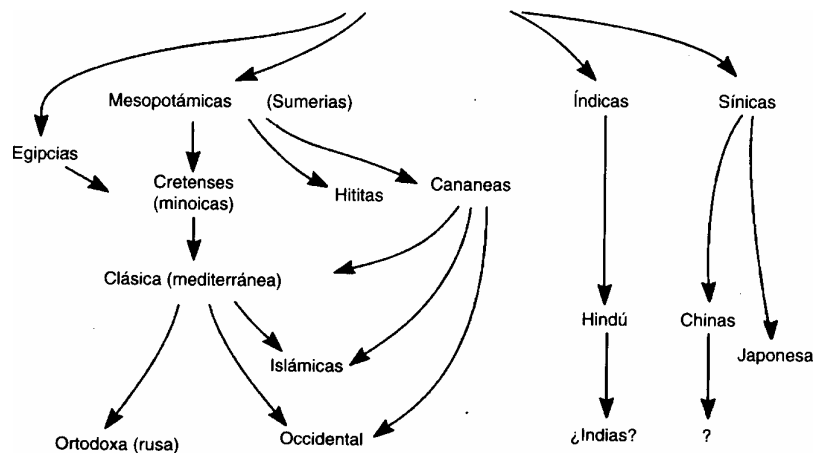 Mesopotámicas (Sumerias)
Índicas
Sínicas
Egipcias
Cretenses
(minoicas)
Hititas
Cananeas
Clásica (mediterránea)
Hindú
Chinas
Japonesa
Islámicas
Ortodoxa (rusa)
Occidental
¿Indias?
?